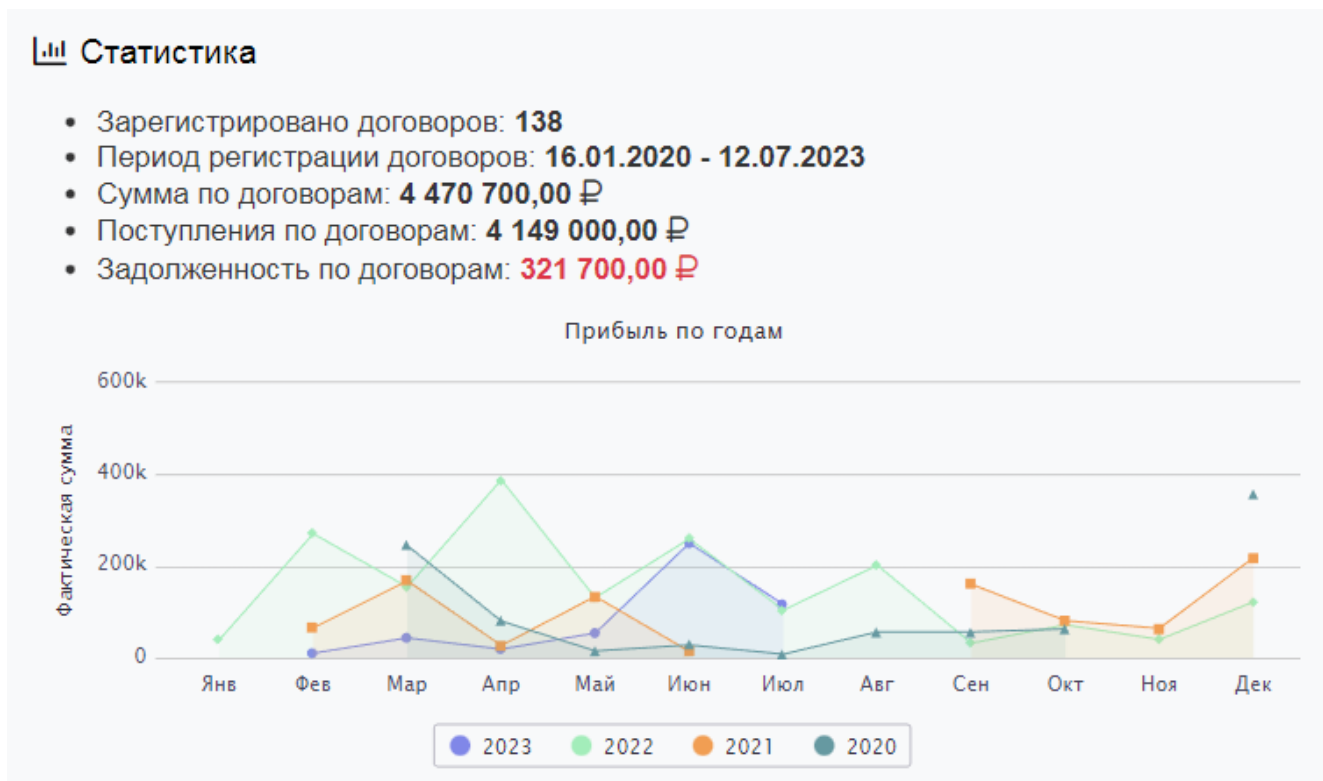 Статистика
Зарегистрировано договоров: 138
Период регистрации договоров: 16.01.2020 - 12.07.2023
Сумма по договорам: 4 470 700,00 ₽
Поступления по договорам: 4 149 000,00 ₽
Задолженность по договорам: 321 700,00 ₽
Прибыль по годам
Фактическая сумма
600k
400k
200k
0
Янв Фев Мар Апр Май Июн Июл Авг Сен Окт Ноя Дек
2023 2022 2021 2020